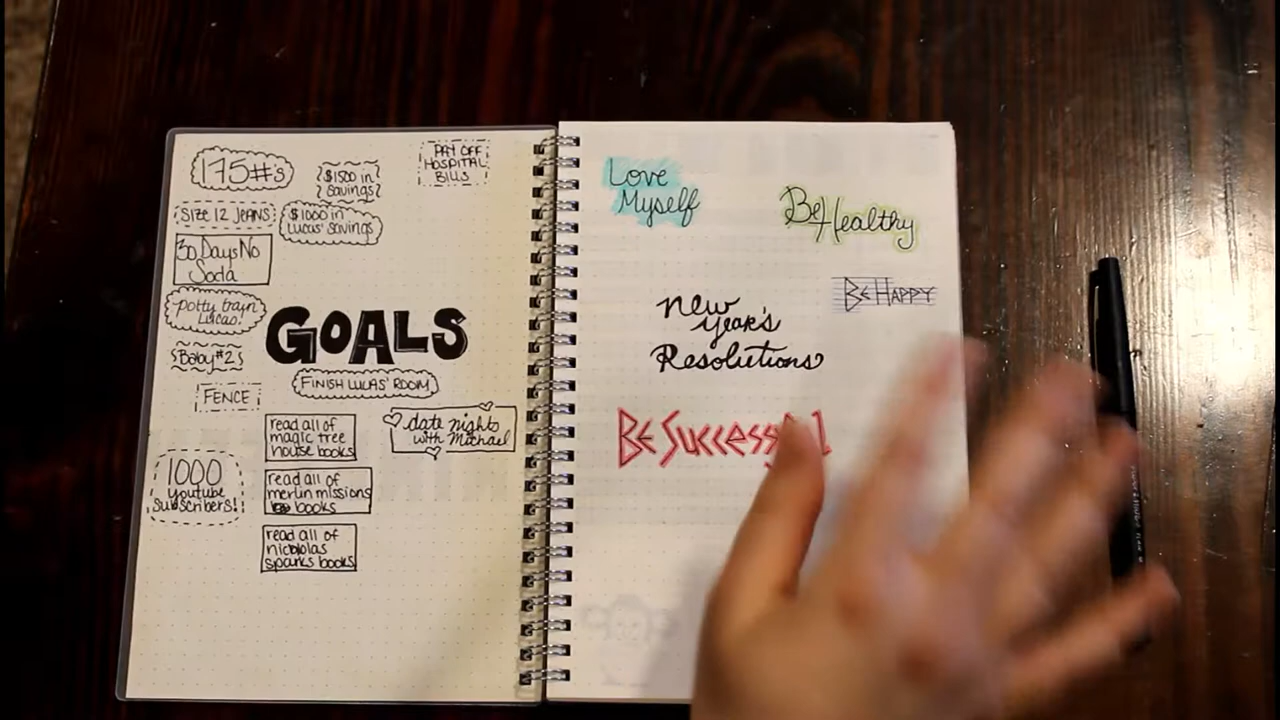 175#'s
$1500 in
savings
PAY OFF
HOSPITAL
BILLS
SIZE 12 JEANS
$1000 in
Lucas' savings
30 Days No
Soda
potty train
Lucas!
Baby #2
GOALS
FINISH LUCAS' ROOM
FENCE
read all of
magic tree
house books
date nights
with Michael
1000
youtube
subscribers!
read all of
merlin missions
books
read all of
sparks books
Love
Myself
Be Healthy
BE HAPPY
New
Year's
Resolutions
BE